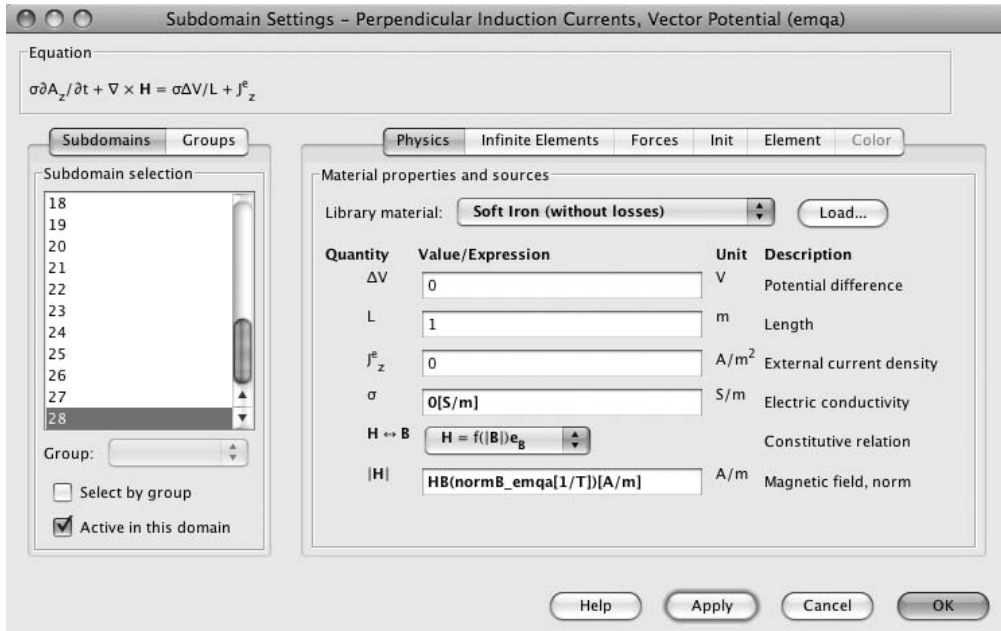 Subdomain Settings – Perpendicular Induction Currents, Vector Potential (emqa)
Equation
σ∂A_z/∂t + ∇ × H = σΔV/L + J^e_z
Subdomains Groups
Subdomain selection
18
19
20
21
22
23
24
25
26
27
28
Group:
Select by group
Active in this domain
Physics Infinite Elements Forces Init Element Color
Material properties and sources
Library material: Soft Iron (without losses) Load...
Quantity Value/Expression Unit Description
ΔV 0 V Potential difference
L 1 m Length
J^e_z 0 A/m² External current density
σ 0[S/m] S/m Electric conductivity
H ↔ B H = f(|B|)e_B Constitutive relation
|H| HB(normB_emqa[1/T])[A/m] A/m Magnetic field, norm
Help Apply Cancel OK